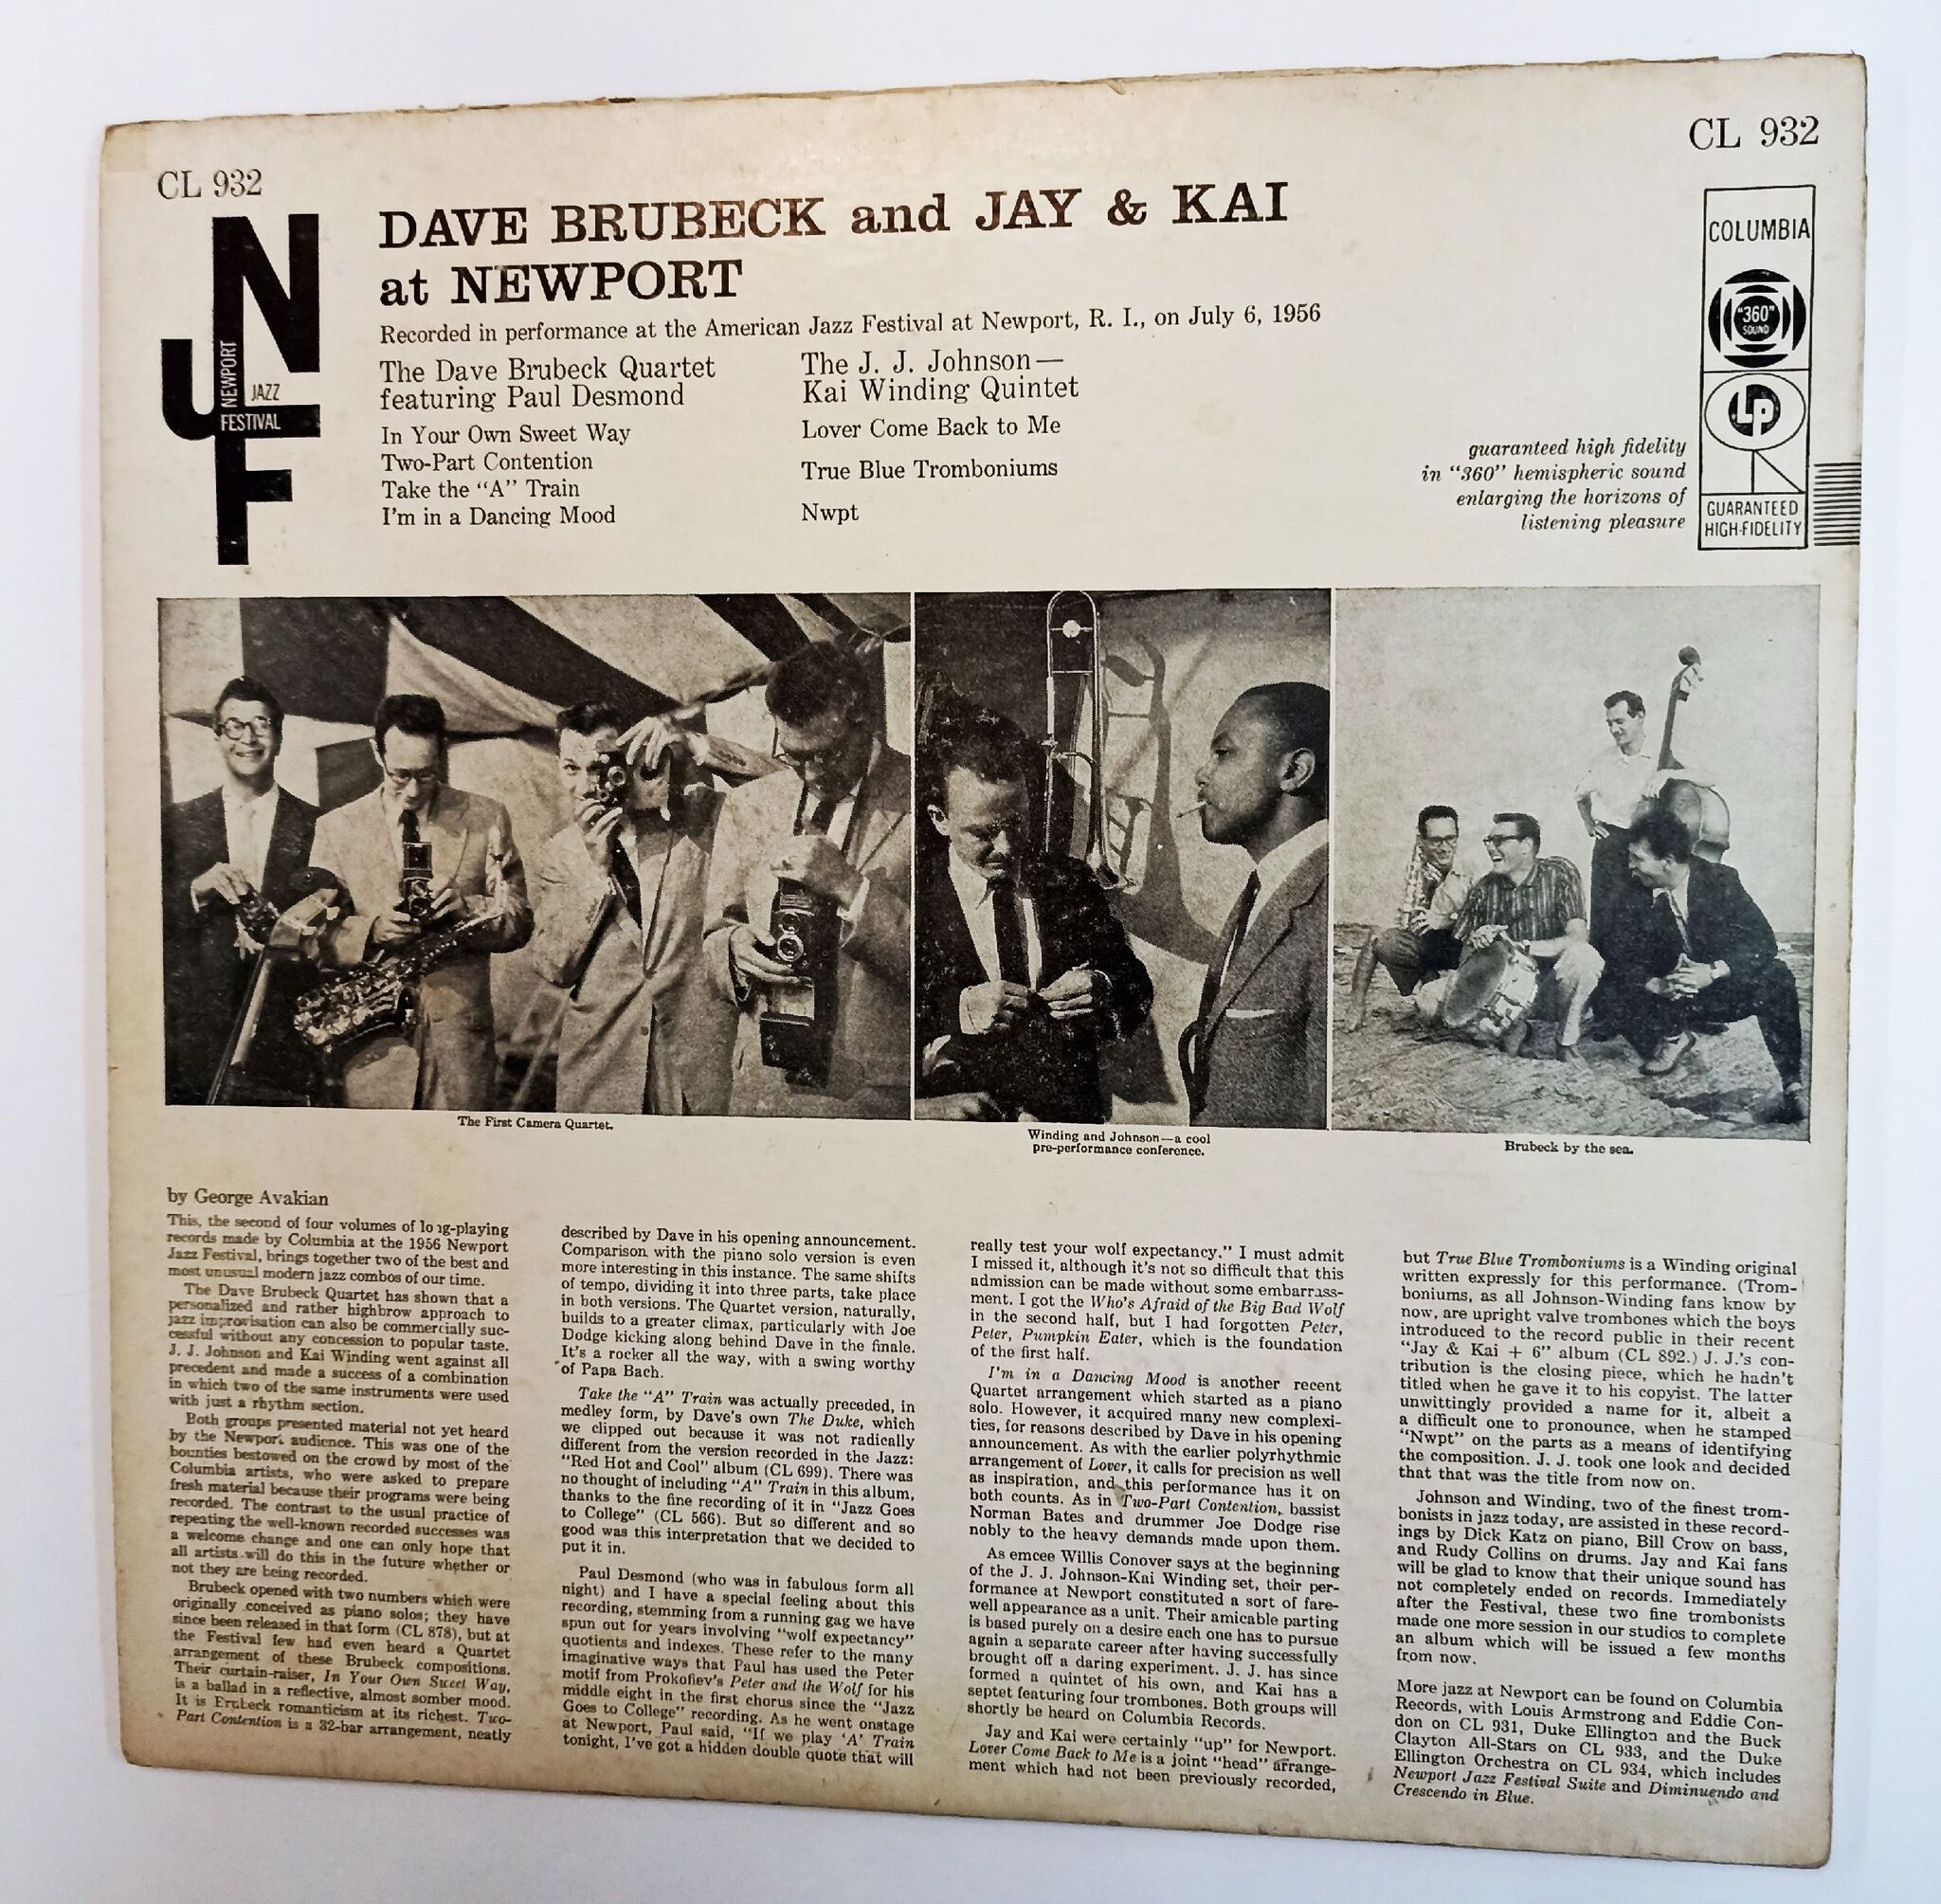 CL 932
CL 932
NEWPORT
JAZZ
FESTIVAL
NJF
DAVE BRUBECK and JAY & KAI
at NEWPORT
Recorded in performance at the American Jazz Festival at Newport, R. I., on July 6, 1956
The Dave Brubeck Quartet
featuring Paul Desmond
In Your Own Sweet Way
Two-Part Contention
Take the “A” Train
I'm in a Dancing Mood
The J. J. Johnson—
Kai Winding Quintet
Lover Come Back to Me
True Blue Tromboniums
Nwpt
guaranteed high fidelity
in “360” hemispheric sound
enlarging the horizons of
listening pleasure
COLUMBIA
“360”
SOUND
Lp
GUARANTEED
HIGH-FIDELITY
The First Camera Quartet.
Winding and Johnson—a cool
pre-performance conference.
Brubeck by the sea.
by George Avakian
This, the second of four volumes of long-playing
records made by Columbia at the 1956 Newport
Jazz Festival, brings together two of the best and
most unusual modern jazz combos of our time.
The Dave Brubeck Quartet has shown that a
personalized and rather highbrow approach to
jazz improvisation can also be commercially suc-
cessful without any concession to popular taste.
J. J. Johnson and Kai Winding went against all
precedent and made a success of a combination
in which two of the same instruments were used
with just a rhythm section.
Both groups presented material not yet heard
by the Newport audience. This was one of the
bounties bestowed on the crowd by most of the
Columbia artists, who were asked to prepare
fresh material because their programs were being
recorded. The contrast to the usual practice of
repeating the well-known recorded successes was
a welcome change and one can only hope that
all artists will do this in the future whether or
not they are being recorded.
Brubeck opened with two numbers which were
originally conceived as piano solos; they have
since been released in that form (CL 878), but at
the Festival few had even heard a Quartet
arrangement of these Brubeck compositions.
Their curtain-raiser, In Your Own Sweet Way,
is a ballad in a reflective, almost somber mood.
It is Brubeck romanticism at its richest. Two-
Part Contention is a 32-bar arrangement, neatly
described by Dave in his opening announcement.
Comparison with the piano solo version is even
more interesting in this instance. The same shifts
of tempo, dividing it into three parts, take place
in both versions. The Quartet version, naturally,
builds to a greater climax, particularly with Joe
Dodge kicking along behind Dave in the finale.
It's a rocker all the way, with a swing worthy
of Papa Bach.
Take the “A” Train was actually preceded, in
medley form, by Dave's own The Duke, which
we clipped out because it was not radically
different from the version recorded in the Jazz:
“Red Hot and Cool” album (CL 699). There was
no thought of including “A” Train in this album,
thanks to the fine recording of it in “Jazz Goes
to College” (CL 566). But so different and so
good was this interpretation that we decided to
put it in.
Paul Desmond (who was in fabulous form all
night) and I have a special feeling about this
recording, stemming from a running gag we have
spun out for years involving “wolf expectancy”
quotients and indexes. These refer to the many
imaginative ways that Paul has used the Peter
motif from Prokofiev's Peter and the Wolf for his
middle eight in the first chorus since the “Jazz
Goes to College” recording. As he went onstage
at Newport, Paul said, “If we play ‘A’ Train
tonight, I've got a hidden double quote that will
really test your wolf expectancy.” I must admit
I missed it, although it's not so difficult that this
admission can be made without some embarrass-
ment. I got the Who's Afraid of the Big Bad Wolf
in the second half, but I had forgotten Peter,
Peter, Pumpkin Eater, which is the foundation
of the first half.
I'm in a Dancing Mood is another recent
Quartet arrangement which started as a piano
solo. However, it acquired many new complexi-
ties, for reasons described by Dave in his opening
announcement. As with the earlier polyrhythmic
arrangement of Lover, it calls for precision as well
as inspiration, and this performance has it on
both counts. As in Two-Part Contention, bassist
Norman Bates and drummer Joe Dodge rise
nobly to the heavy demands made upon them.
As emcee Willis Conover says at the beginning
of the J. J. Johnson-Kai Winding set, their per-
formance at Newport constituted a sort of fare-
well appearance as a unit. Their amicable parting
is based purely on a desire each one has to pursue
again a separate career after having successfully
brought off a daring experiment. J. J. has since
formed a quintet of his own, and Kai has a
septet featuring four trombones. Both groups will
shortly be heard on Columbia Records.
Jay and Kai were certainly “up” for Newport.
Lover Come Back to Me is a joint “head” arrange-
ment which had not been previously recorded,
but True Blue Tromboniums is a Winding original
written expressly for this performance. (Trom-
boniums, as all Johnson-Winding fans know by
now, are upright valve trombones which the boys
introduced to the record public in their recent
“Jay & Kai + 6” album (CL 892.) J. J.'s con-
tribution is the closing piece, which he hadn't
titled when he gave it to his copyist. The latter
unwittingly provided a name for it, albeit a
a difficult one to pronounce, when he stamped
“Nwpt” on the parts as a means of identifying
the composition. J. J. took one look and decided
that that was the title from now on.
Johnson and Winding, two of the finest trom-
bonists in jazz today, are assisted in these record-
ings by Dick Katz on piano, Bill Crow on bass,
and Rudy Collins on drums. Jay and Kai fans
will be glad to know that their unique sound has
not completely ended on records. Immediately
after the Festival, these two fine trombonists
made one more session in our studios to complete
an album which will be issued a few months
from now.
More jazz at Newport can be found on Columbia
Records, with Louis Armstrong and Eddie Con-
don on CL 931, Duke Ellington and the Buck
Clayton All-Stars on CL 933, and the Duke
Ellington Orchestra on CL 934, which includes
Newport Jazz Festival Suite and Diminuendo and
Crescendo in Blue.